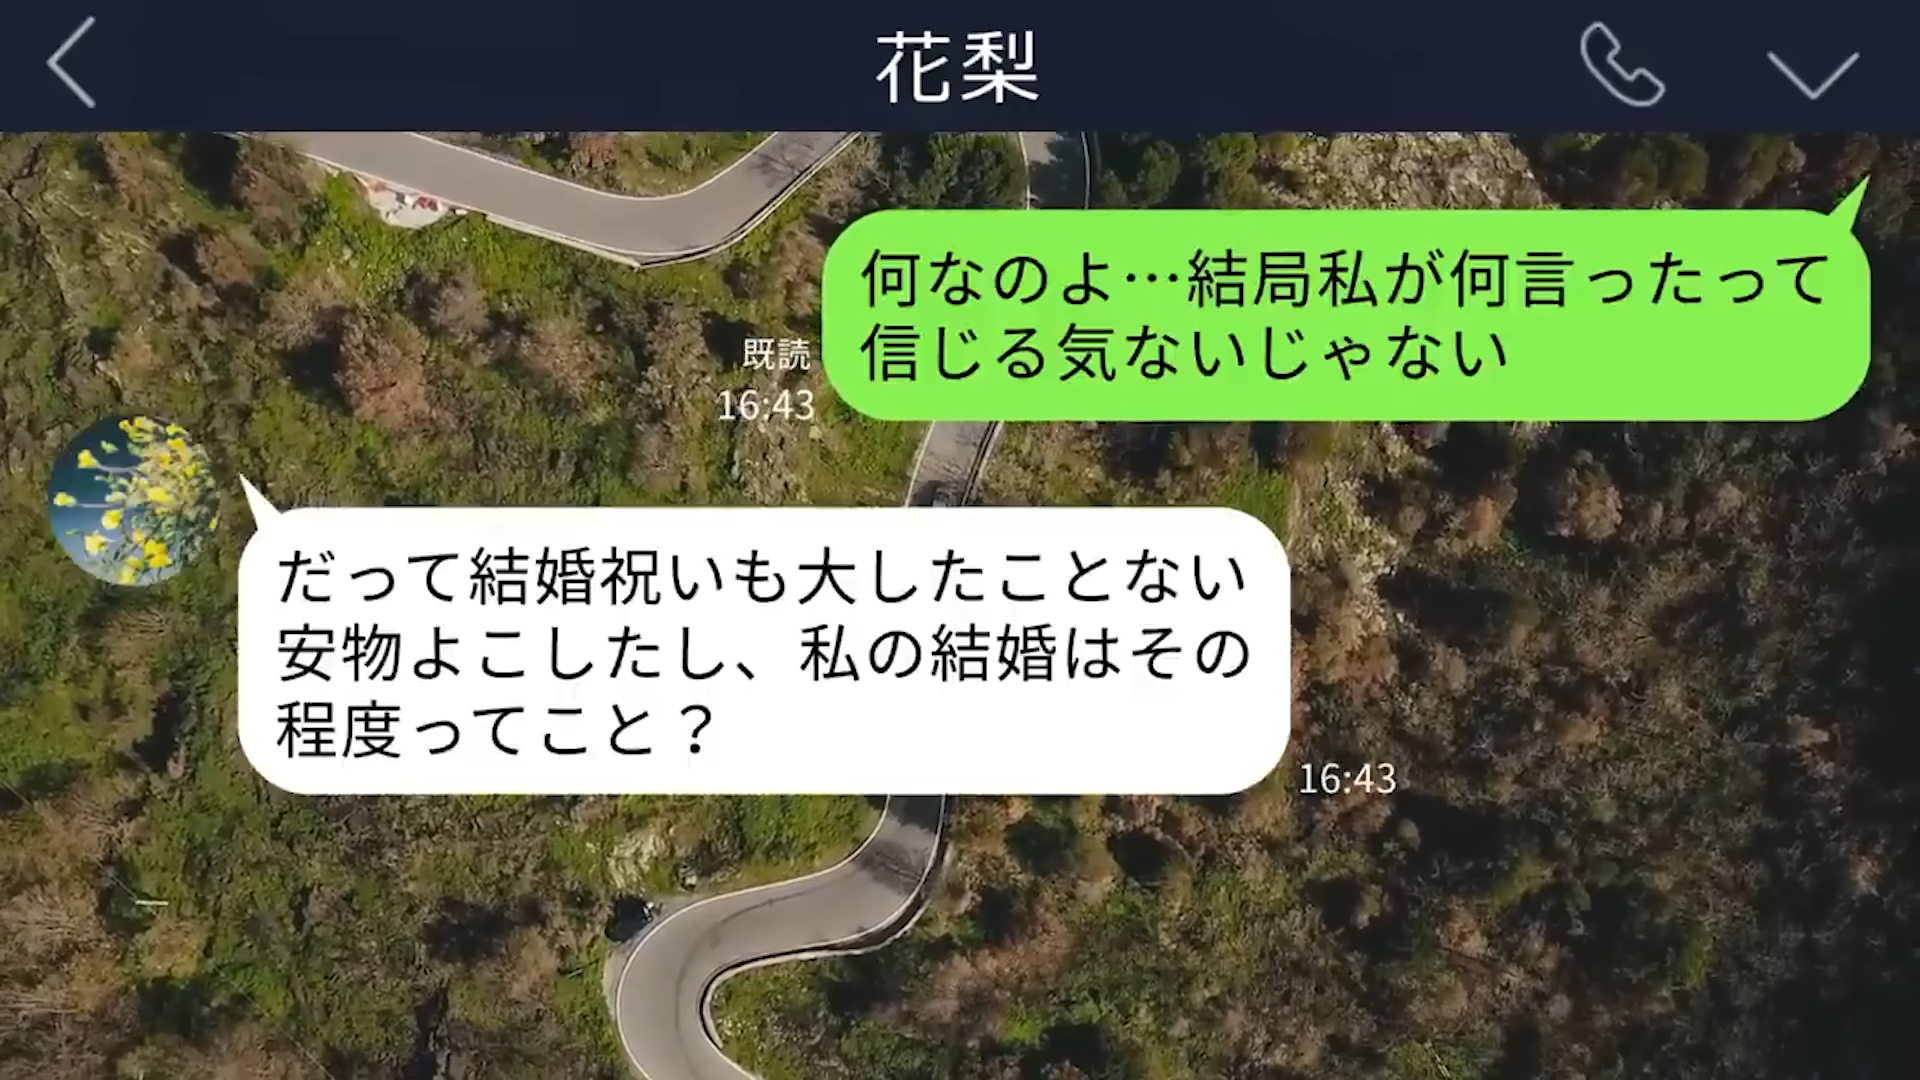 花梨
何なのよ…結局私が何言ったって
信じる気ないじゃない
既読
16:43
だって結婚祝いも大したことない
安物よこしたし、私の結婚はその
程度ってこと？
16:43